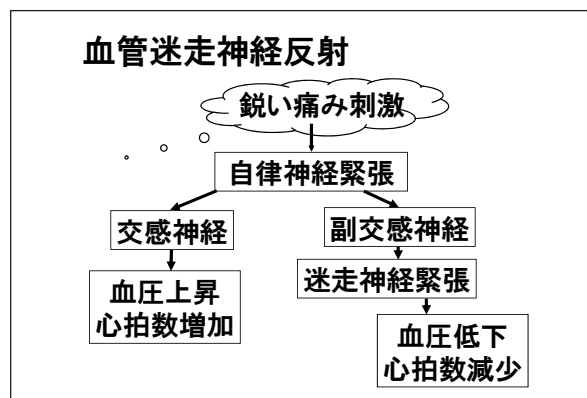 血管迷走神経反射
鋭い痛み刺激
自律神経緊張
交感神経
副交感神経
血圧上昇
心拍数増加
迷走神経緊張
血圧低下
心拍数減少